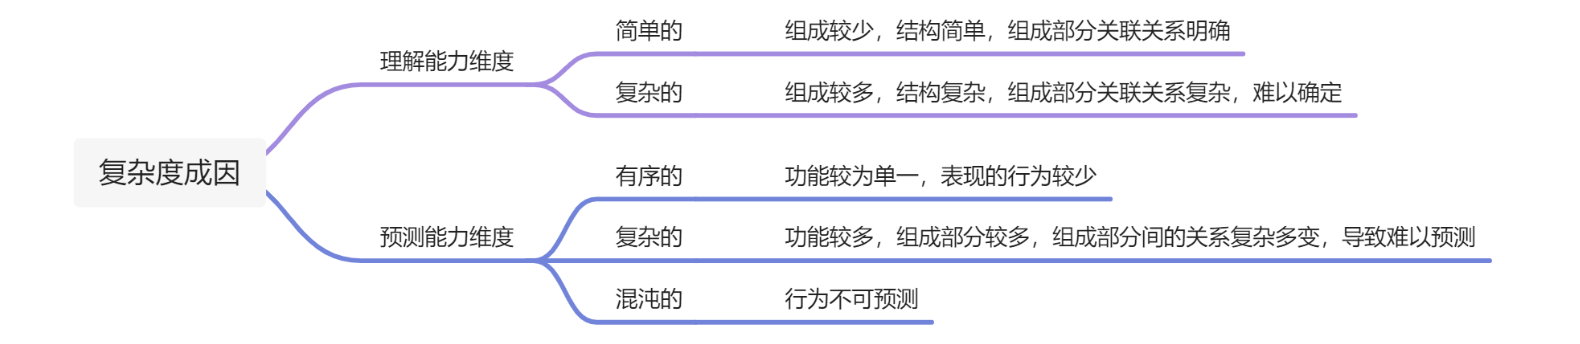 复杂度成因
理解能力维度
简单的
组成较少，结构简单，组成部分关联关系明确
复杂的
组成较多，结构复杂，组成部分关联关系复杂，难以确定
预测能力维度
有序的
功能较为单一，表现的行为较少
复杂的
功能较多，组成部分较多，组成部分间的关系复杂多变，导致难以预测
混沌的
行为不可预测